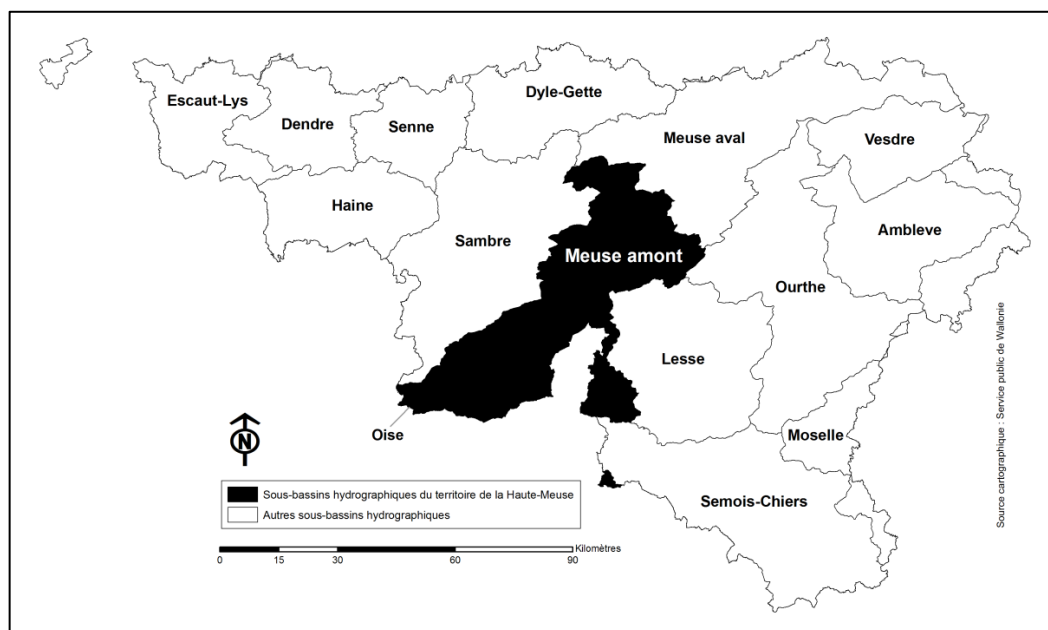 Escaut-Lys
Dendre
Senne
Dyle-Gette
Meuse aval
Vesdre
Haine
Sambre
Meuse amont
Ambleve
Ourthe
Lesse
Oise
Moselle
Semois-Chiers
N
Sous-bassins hydrographiques du territoire de la Haute-Meuse
Autres sous-bassins hydrographiques
Kilomètres
0 15 30 60 90
Source cartographique : Service public de Wallonie